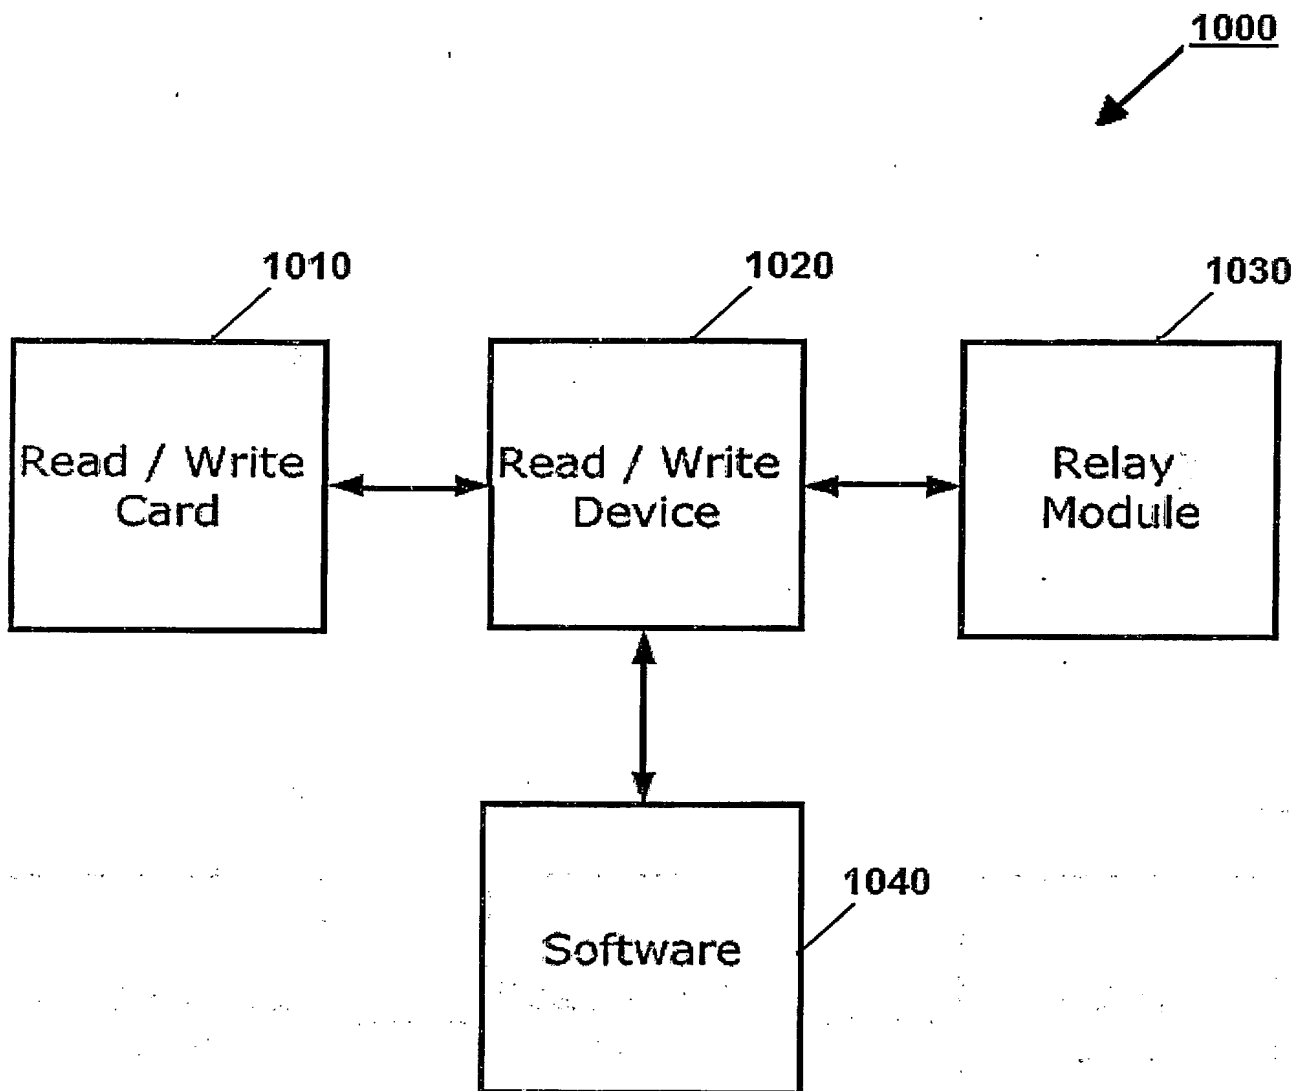 1000
1010
1020
1030
Read / Write
Card
Read / Write
Device
Relay
Module
1040
Software